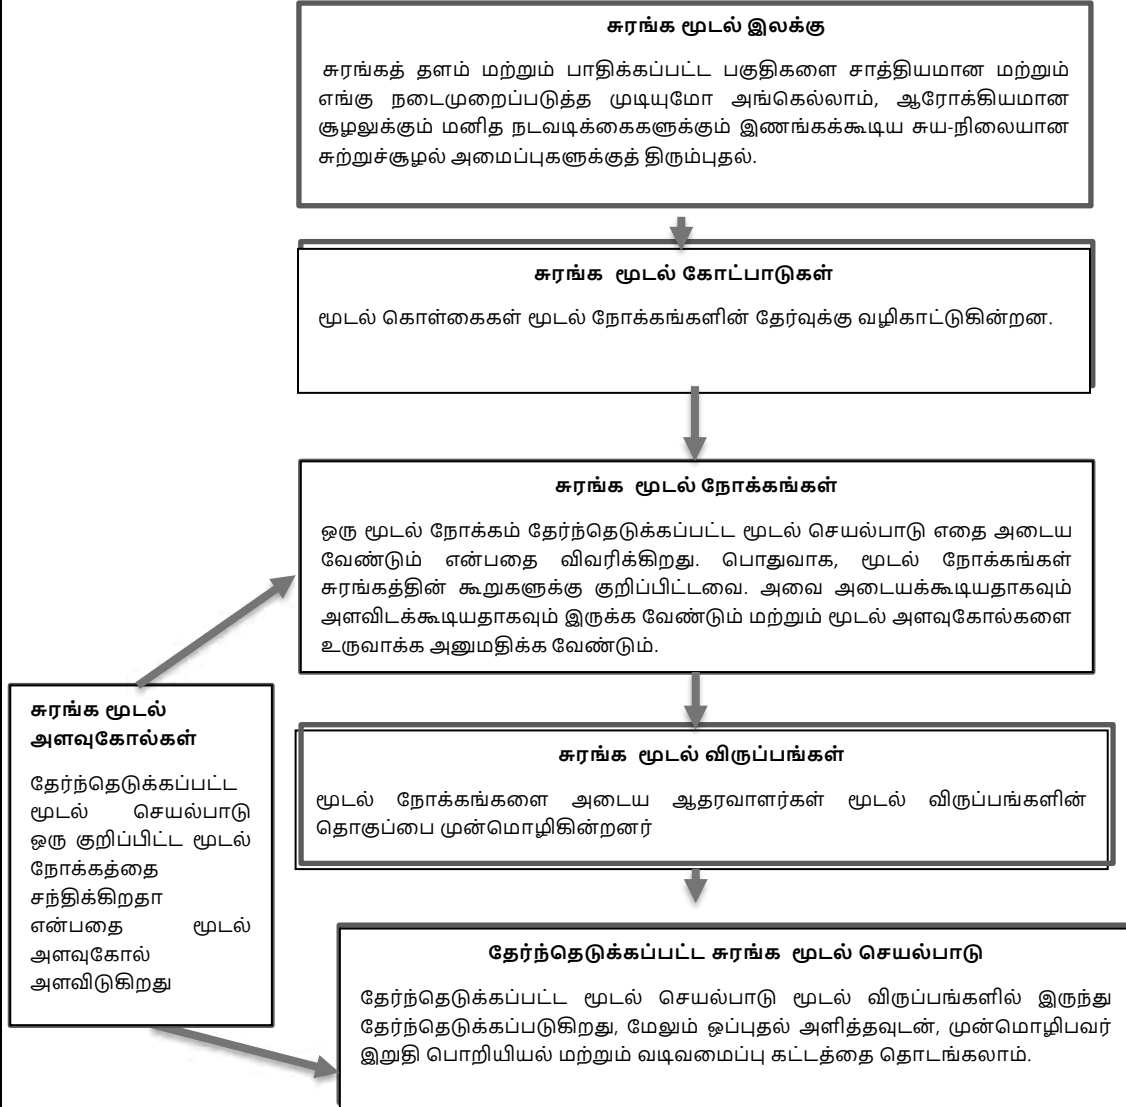 சுரங்க மூடல் இலக்கு
சுரங்கத் தளம் மற்றும் பாதிக்கப்பட்ட பகுதிகளை சாத்தியமான மற்றும்
எங்கு நடைமுறைப்படுத்த முடியுமோ அங்கெல்லாம், ஆரோக்கியமான
சூழலுக்கும் மனித நடவடிக்கைகளுக்கும் இணங்கக்கூடிய சுய-நிலையான
சுற்றுச்சூழல் அமைப்புகளுக்குத் திரும்புதல்.
சுரங்க மூடல் கோட்பாடுகள்
மூடல் கொள்கைகள் மூடல் நோக்கங்களின் தேர்வுக்கு வழிகாட்டுகின்றன.
சுரங்க மூடல் நோக்கங்கள்
ஒரு மூடல் நோக்கம் தேர்ந்தெடுக்கப்பட்ட மூடல் செயல்பாடு எதை அடைய
வேண்டும் என்பதை விவரிக்கிறது. பொதுவாக, மூடல் நோக்கங்கள்
சுரங்கத்தின் கூறுகளுக்கு குறிப்பிட்டவை. அவை அடையக்கூடியதாகவும்
அளவிடக்கூடியதாகவும் இருக்க வேண்டும் மற்றும் மூடல் அளவுகோல்களை
உருவாக்க அனுமதிக்க வேண்டும்.
சுரங்க மூடல்
அளவுகோல்கள்
தேர்ந்தெடுக்கப்பட்ட
மூடல் செயல்பாடு
ஒரு குறிப்பிட்ட மூடல்
நோக்கத்தை
சந்திக்கிறதா
என்பதை மூடல்
அளவுகோல்
அளவிடுகிறது
சுரங்க மூடல் விருப்பங்கள்
மூடல் நோக்கங்களை அடைய ஆதரவாளர்கள் மூடல் விருப்பங்களின்
தொகுப்பை முன்மொழிகின்றனர்
தேர்ந்தெடுக்கப்பட்ட சுரங்க மூடல் செயல்பாடு
தேர்ந்தெடுக்கப்பட்ட மூடல் செயல்பாடு மூடல் விருப்பங்களில் இருந்து
தேர்ந்தெடுக்கப்படுகிறது, மேலும் ஒப்புதல் அளித்தவுடன், முன்மொழிபவர்
இறுதி பொறியியல் மற்றும் வடிவமைப்பு கட்டத்தை தொடங்கலாம்.